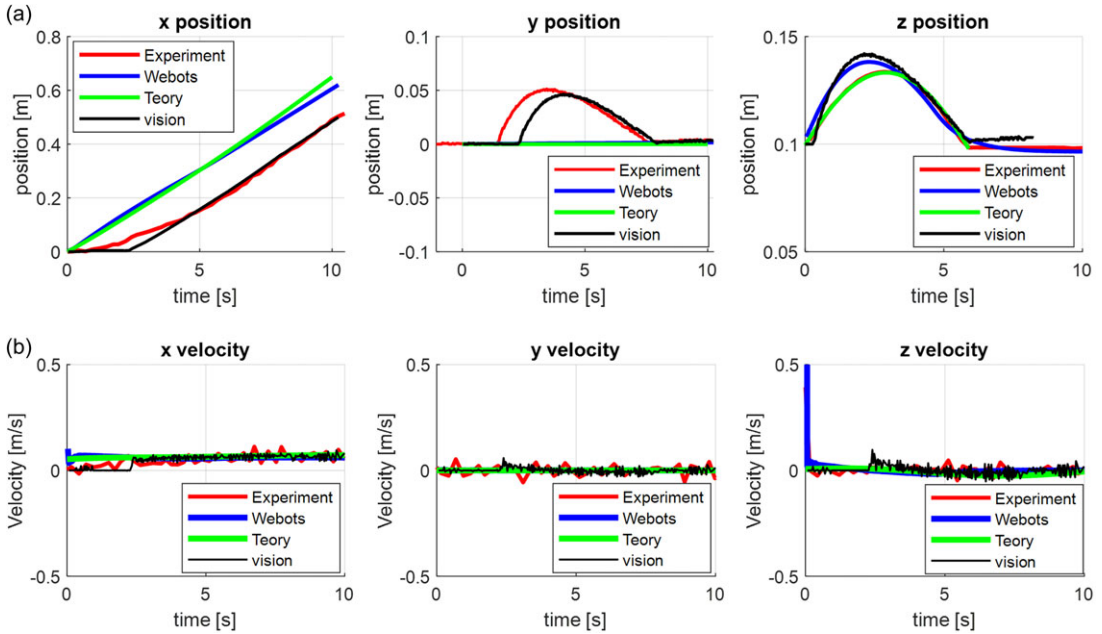 (a)
x position
position [m]
0.8
0.6
0.4
0.2
0
0
5
10
time [s]
Experiment
Webots
Teory
vision
y position
position [m]
0.1
0.05
0
-0.05
-0.1
0
5
10
time [s]
Experiment
Webots
Teory
vision
z position
position [m]
0.15
0.1
0.05
0
5
10
time [s]
Experiment
Webots
Teory
vision
(b)
x velocity
Velocity [m/s]
0.5
0
-0.5
0
5
10
time [s]
Experiment
Webots
Teory
vision
y velocity
Velocity [m/s]
0.5
0
-0.5
0
5
10
time [s]
Experiment
Webots
Teory
vision
z velocity
Velocity [m/s]
0.5
0
-0.5
0
5
10
time [s]
Experiment
Webots
Teory
vision